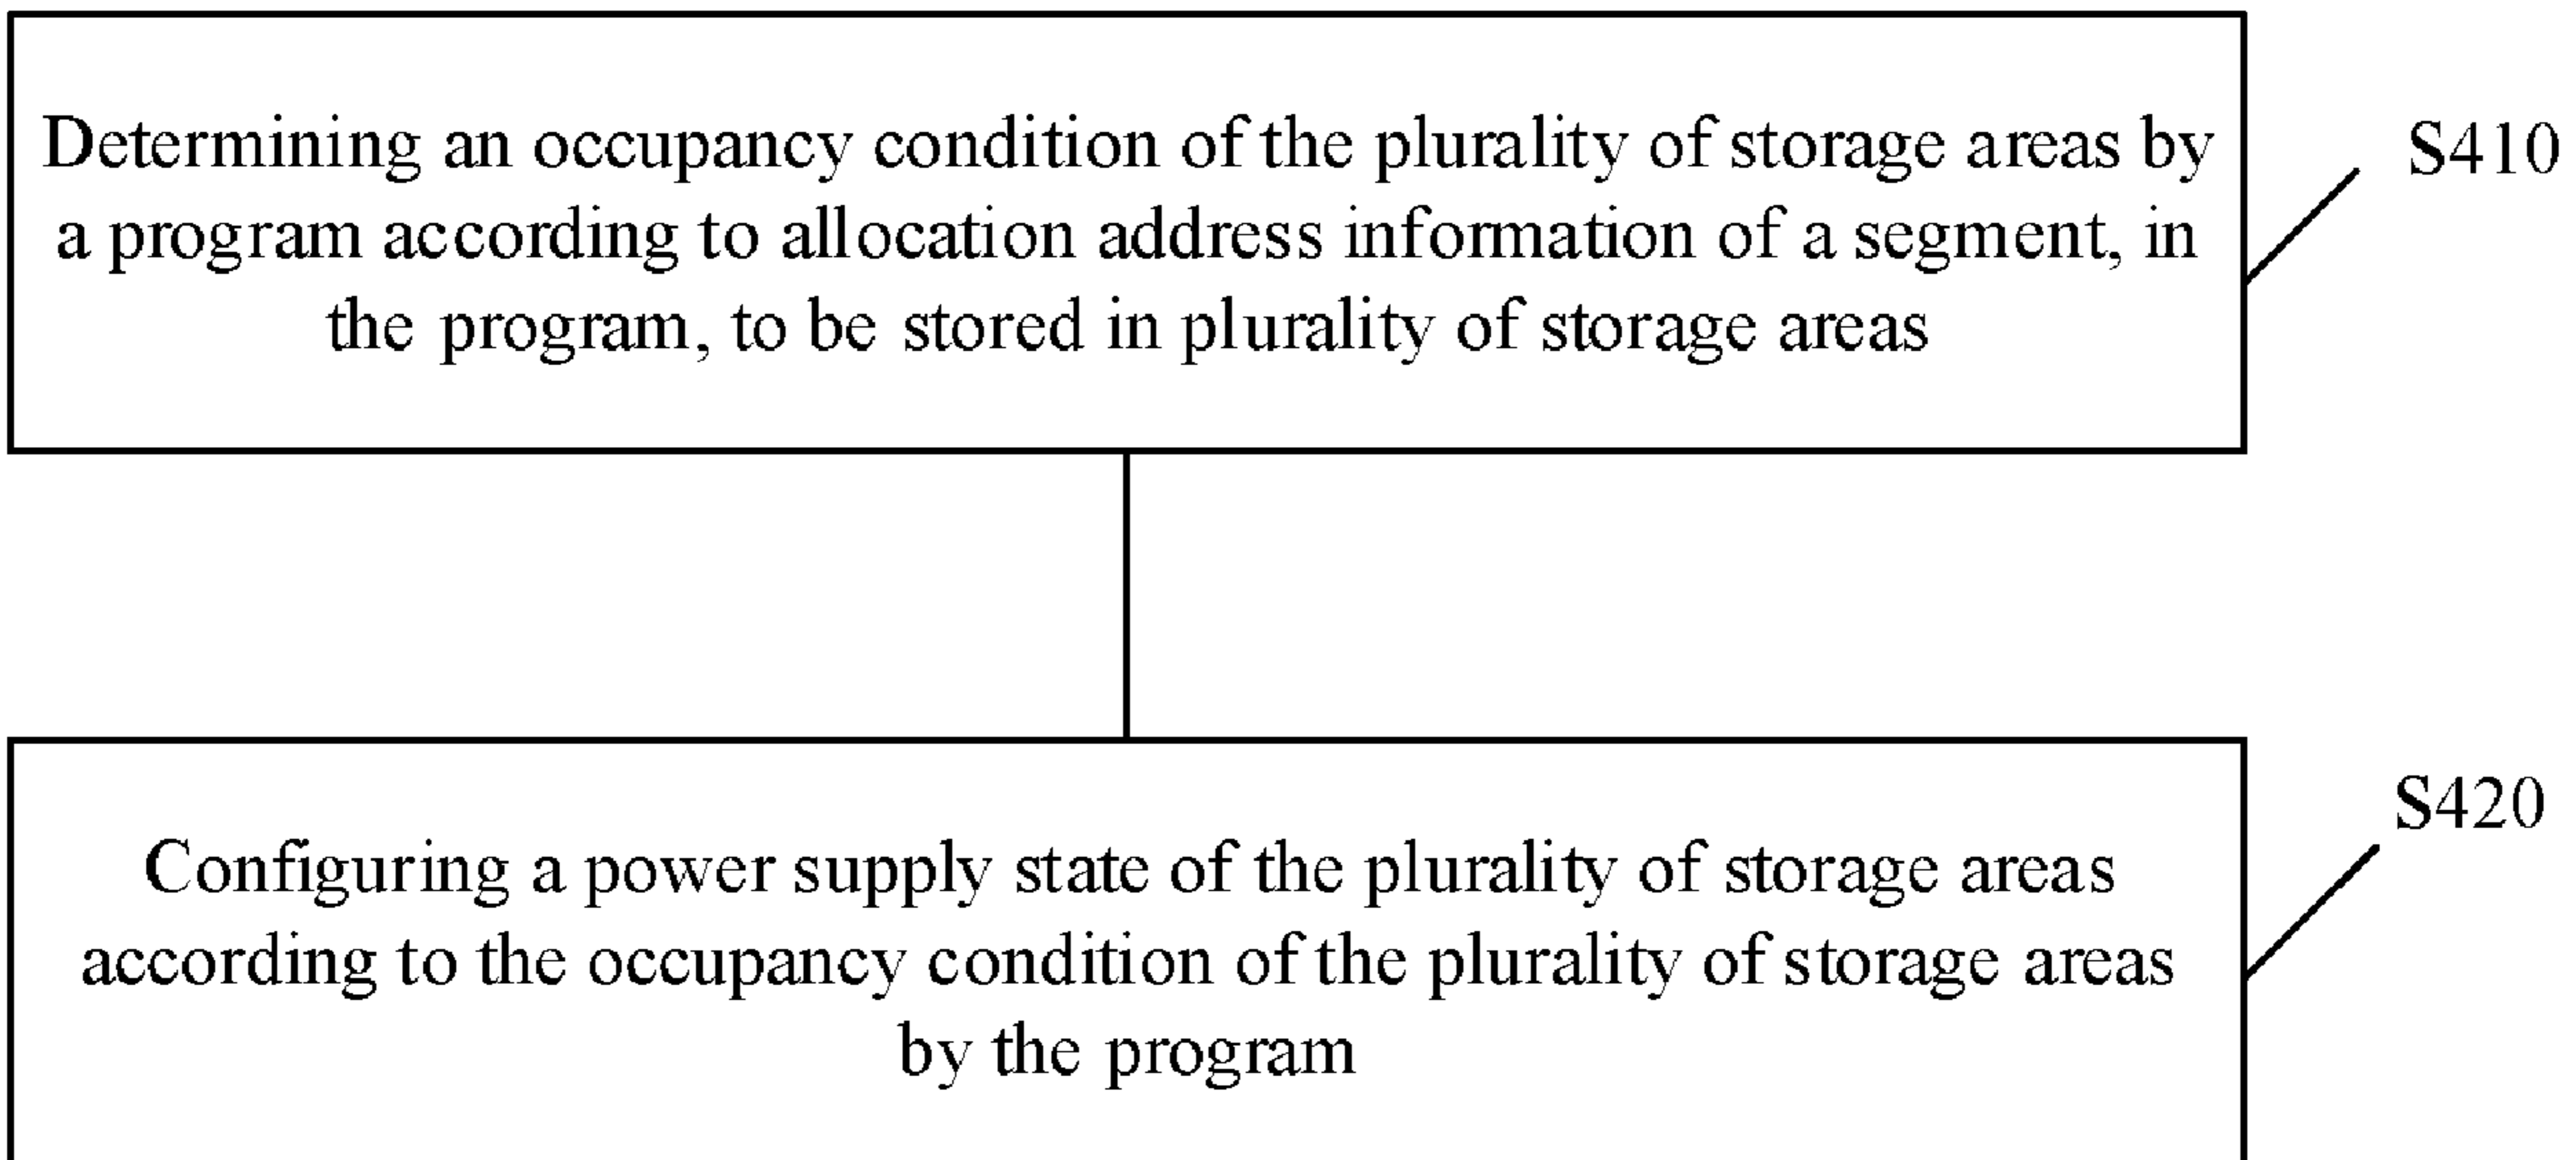 Determining an occupancy condition of the plurality of storage areas by
a program according to allocation address information of a segment, in
the program, to be stored in plurality of storage areas
S410
Configuring a power supply state of the plurality of storage areas
according to the occupancy condition of the plurality of storage areas
by the program
S420